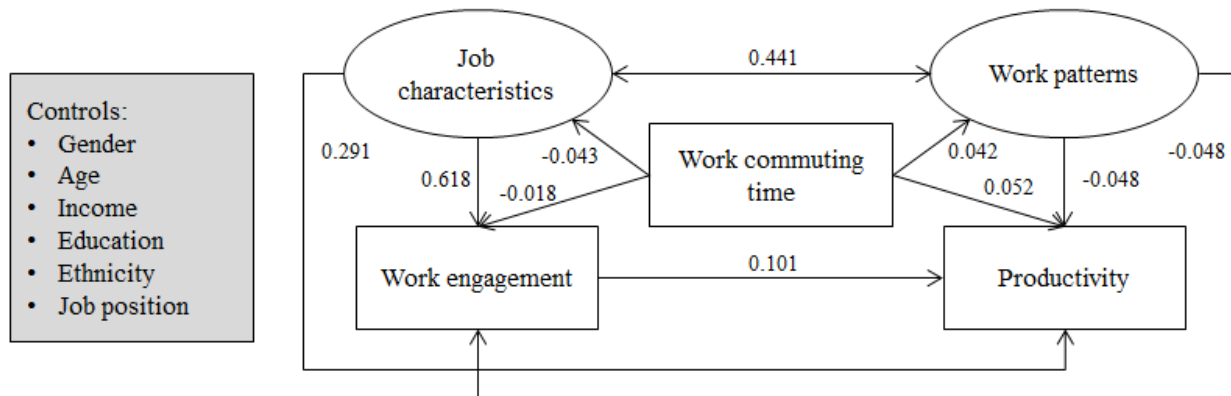 Controls:
• Gender
• Age
• Income
• Education
• Ethnicity
• Job position
Job
characteristics
0.441
Work patterns
0.291
0.618
-0.043
-0.018
Work commuting
time
0.042
0.052
-0.048
-0.048
Work engagement
0.101
Productivity